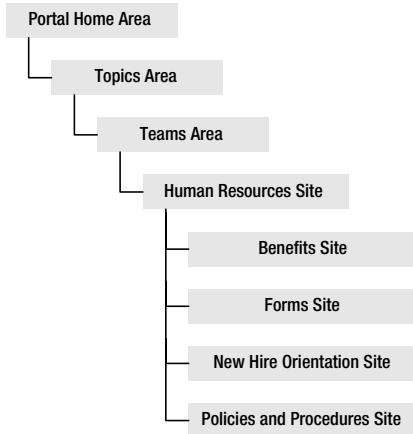 Portal Home Area
Topics Area
Teams Area
Human Resources Site
Benefits Site
Forms Site
New Hire Orientation Site
Policies and Procedures Site